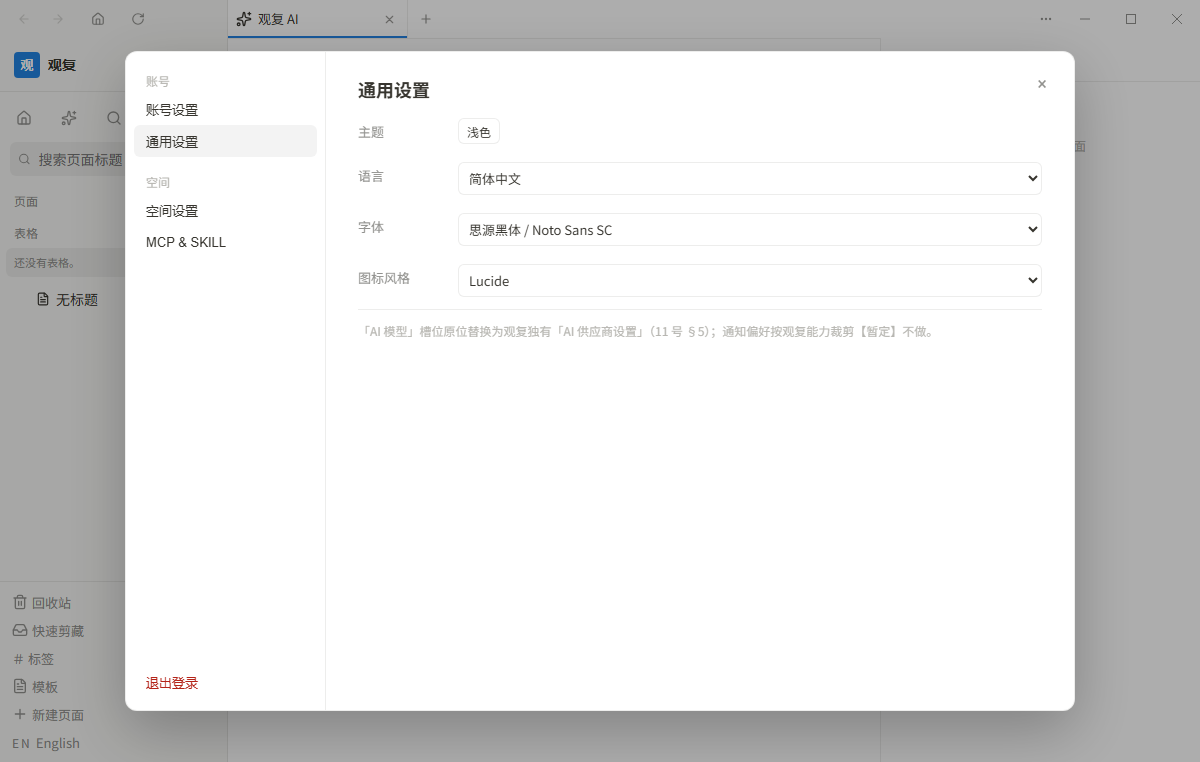 观复 AI
观 观复
搜索页面标题
页面
表格
还没有表格。
无标题
回收站
快速剪藏
# 标签
模板
新建页面
EN English
账号
账号设置
通用设置
空间
空间设置
MCP & SKILL
退出登录
通用设置
主题 浅色
语言 简体中文
字体 思源黑体 / Noto Sans SC
图标风格 Lucide
「AI 模型」槽位原位替换为观复独有「AI 供应商设置」（11 号 §5）；通知偏好按观复能力裁剪【暂定】不做。
面